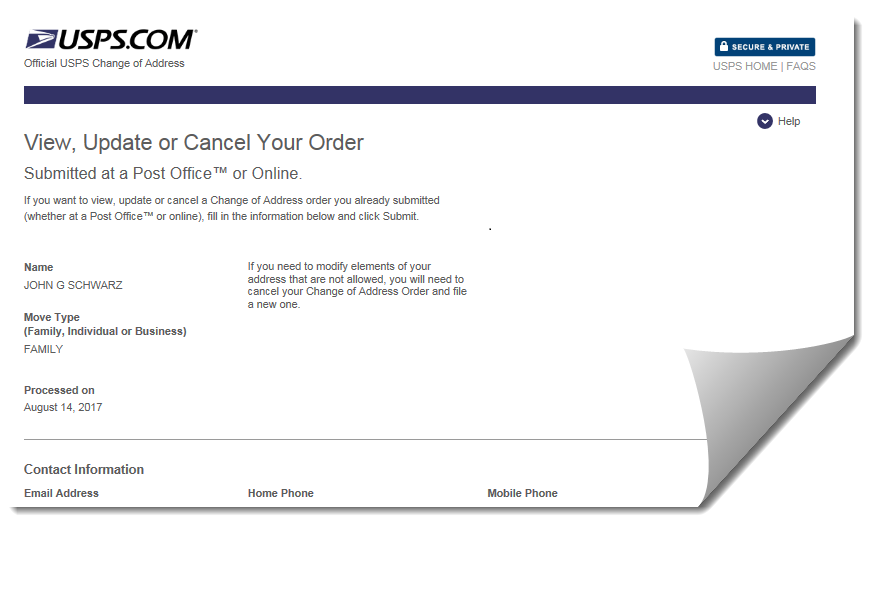 USPS.COM®
Official USPS Change of Address
SECURE & PRIVATE
USPS HOME | FAQS
Help
View, Update or Cancel Your Order
Submitted at a Post Office™ or Online.
If you want to view, update or cancel a Change of Address order you already submitted
(whether at a Post Office™ or online), fill in the information below and click Submit.
.
Name
JOHN G SCHWARZ
If you need to modify elements of your
address that are not allowed, you will need to
cancel your Change of Address Order and file
a new one.
Move Type
(Family, Individual or Business)
FAMILY
Processed on
August 14, 2017
Contact Information
Email Address Home Phone Mobile Phone